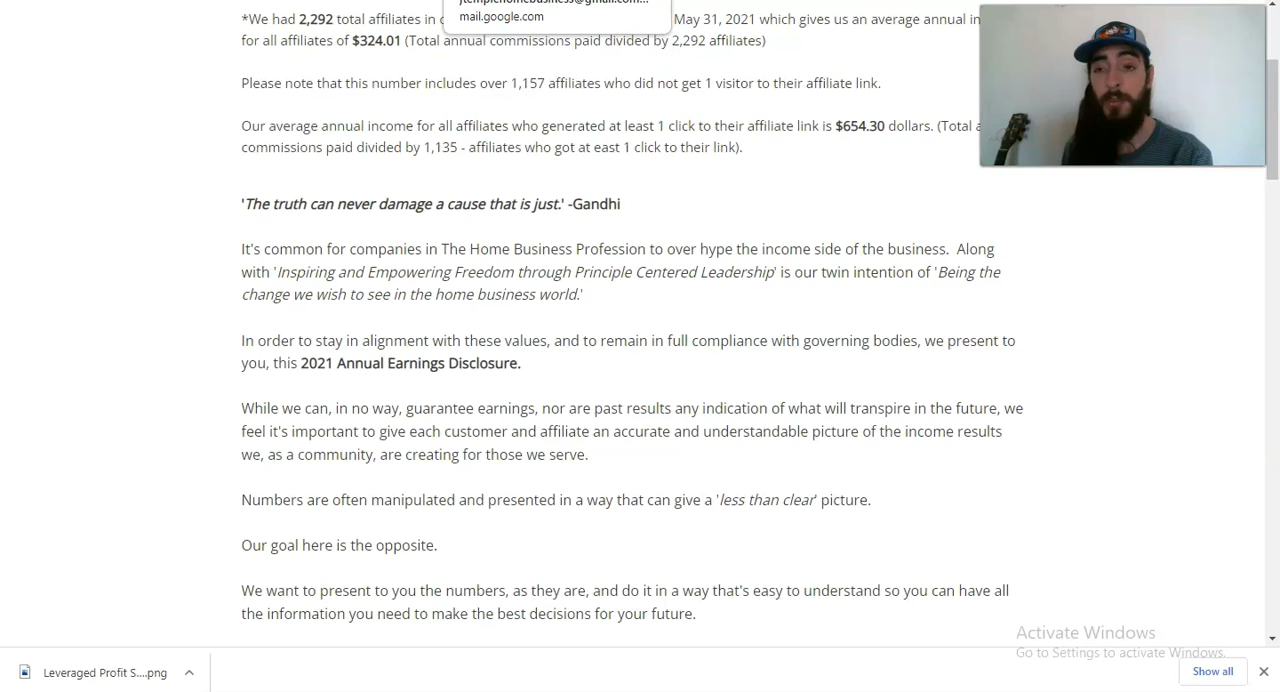 jtemplehomebusiness@gmail.com...
mail.google.com
*We had 2,292 total affiliates in May 31, 2021 which gives us an average annual in
for all affiliates of $324.01 (Total annual commissions paid divided by 2,292 affiliates)
Please note that this number includes over 1,157 affiliates who did not get 1 visitor to their affiliate link.
Our average annual income for all affiliates who generated at least 1 click to their affiliate link is $654.30 dollars. (Total
commissions paid divided by 1,135 - affiliates who got at east 1 click to their link).
'The truth can never damage a cause that is just.' -Gandhi
It's common for companies in The Home Business Profession to over hype the income side of the business. Along
with 'Inspiring and Empowering Freedom through Principle Centered Leadership' is our twin intention of 'Being the
change we wish to see in the home business world.'
In order to stay in alignment with these values, and to remain in full compliance with governing bodies, we present to
you, this 2021 Annual Earnings Disclosure.
While we can, in no way, guarantee earnings, nor are past results any indication of what will transpire in the future, we
feel it's important to give each customer and affiliate an accurate and understandable picture of the income results
we, as a community, are creating for those we serve.
Numbers are often manipulated and presented in a way that can give a 'less than clear' picture.
Our goal here is the opposite.
We want to present to you the numbers, as they are, and do it in a way that's easy to understand so you can have all
the information you need to make the best decisions for your future.
Activate Windows
Go to Settings to activate Windows.
Leveraged Profit S....png
Show all